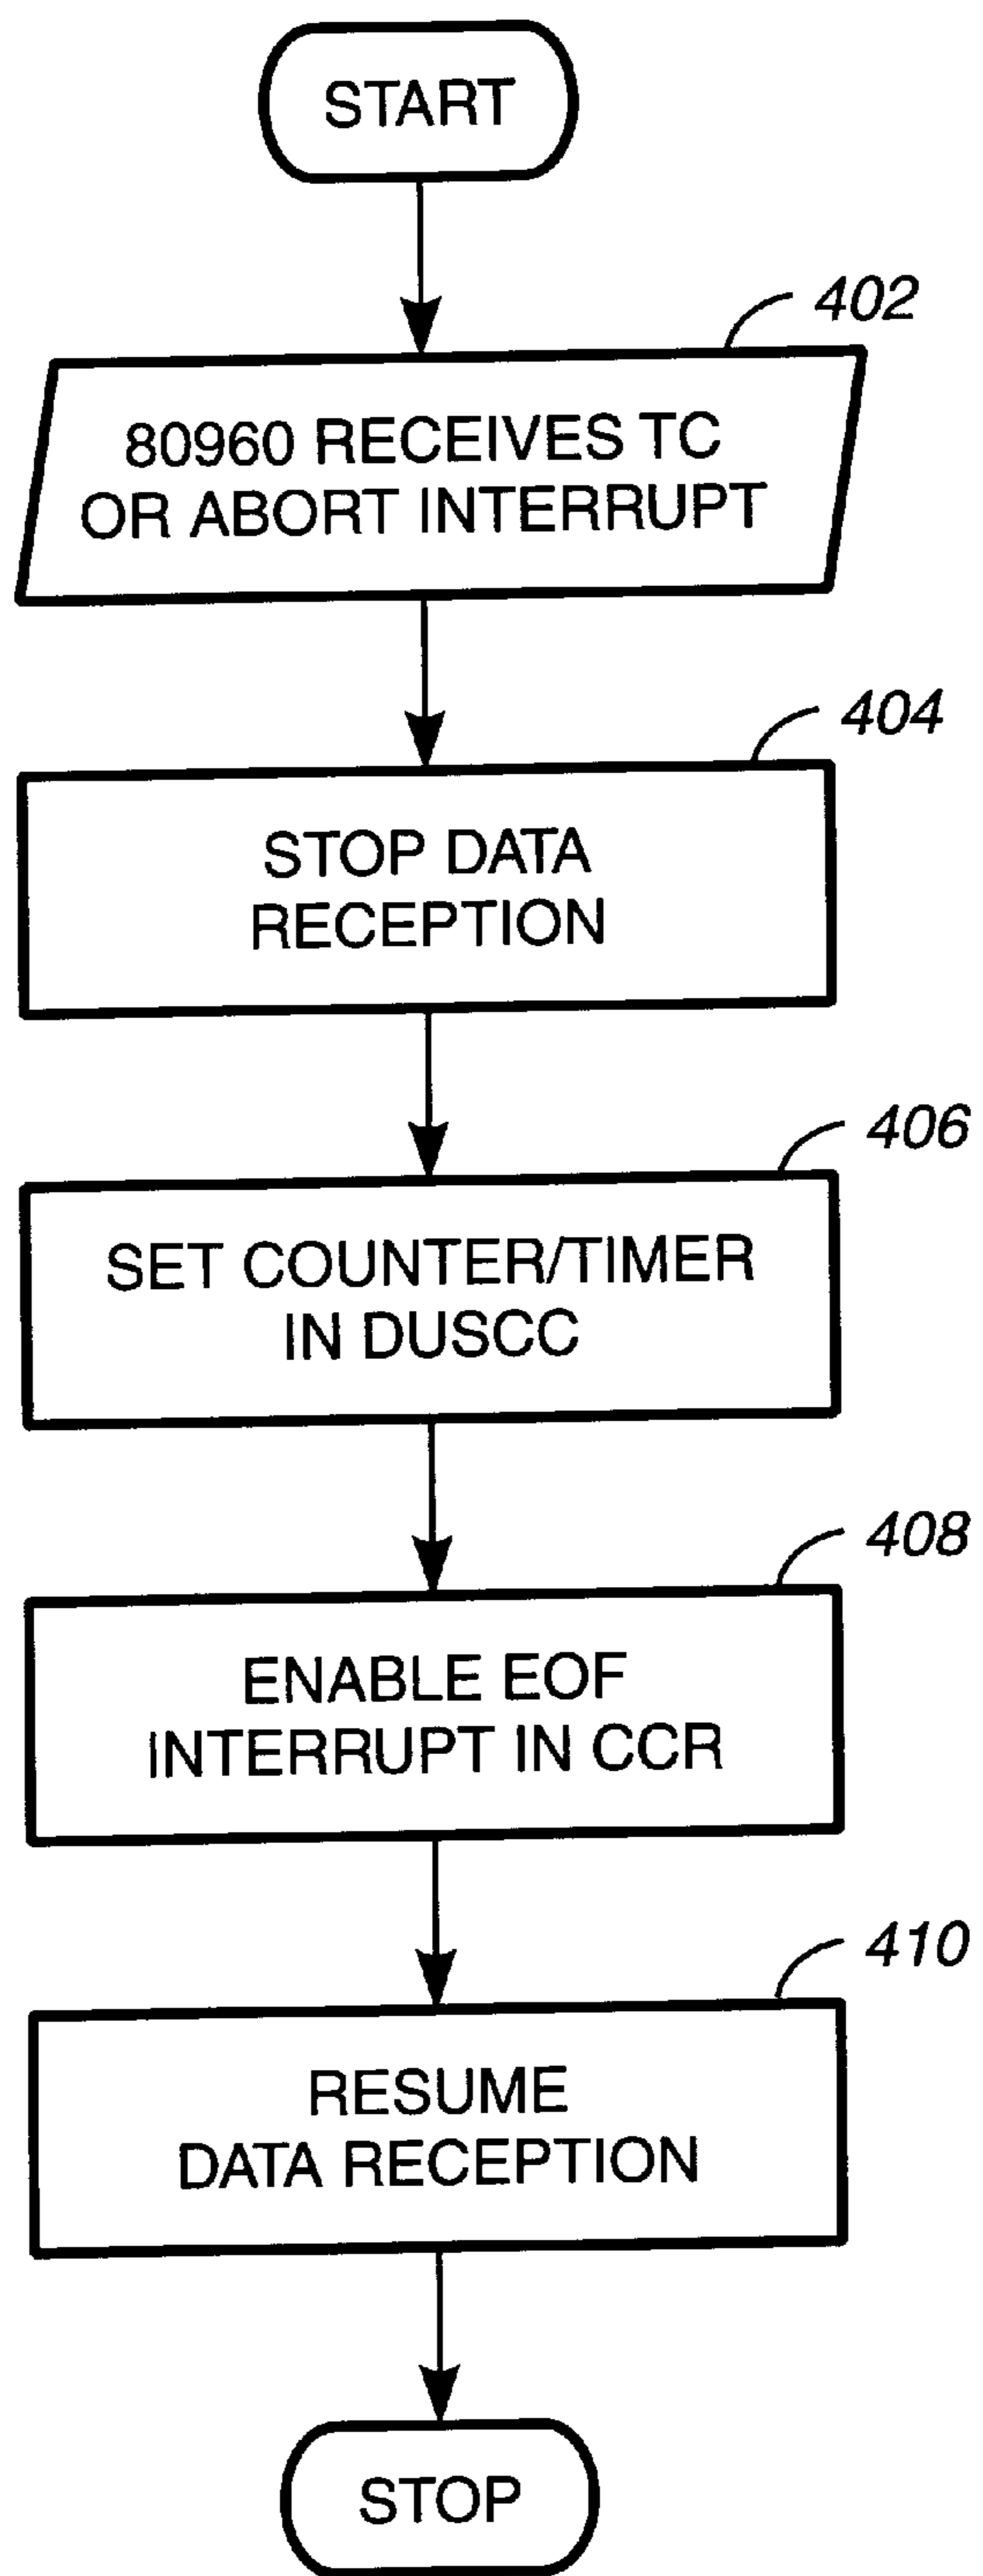 START
402
80960 RECEIVES TC
OR ABORT INTERRUPT
404
STOP DATA
RECEPTION
406
SET COUNTER/TIMER
IN DUSCC
408
ENABLE EOF
INTERRUPT IN CCR
410
RESUME
DATA RECEPTION
STOP